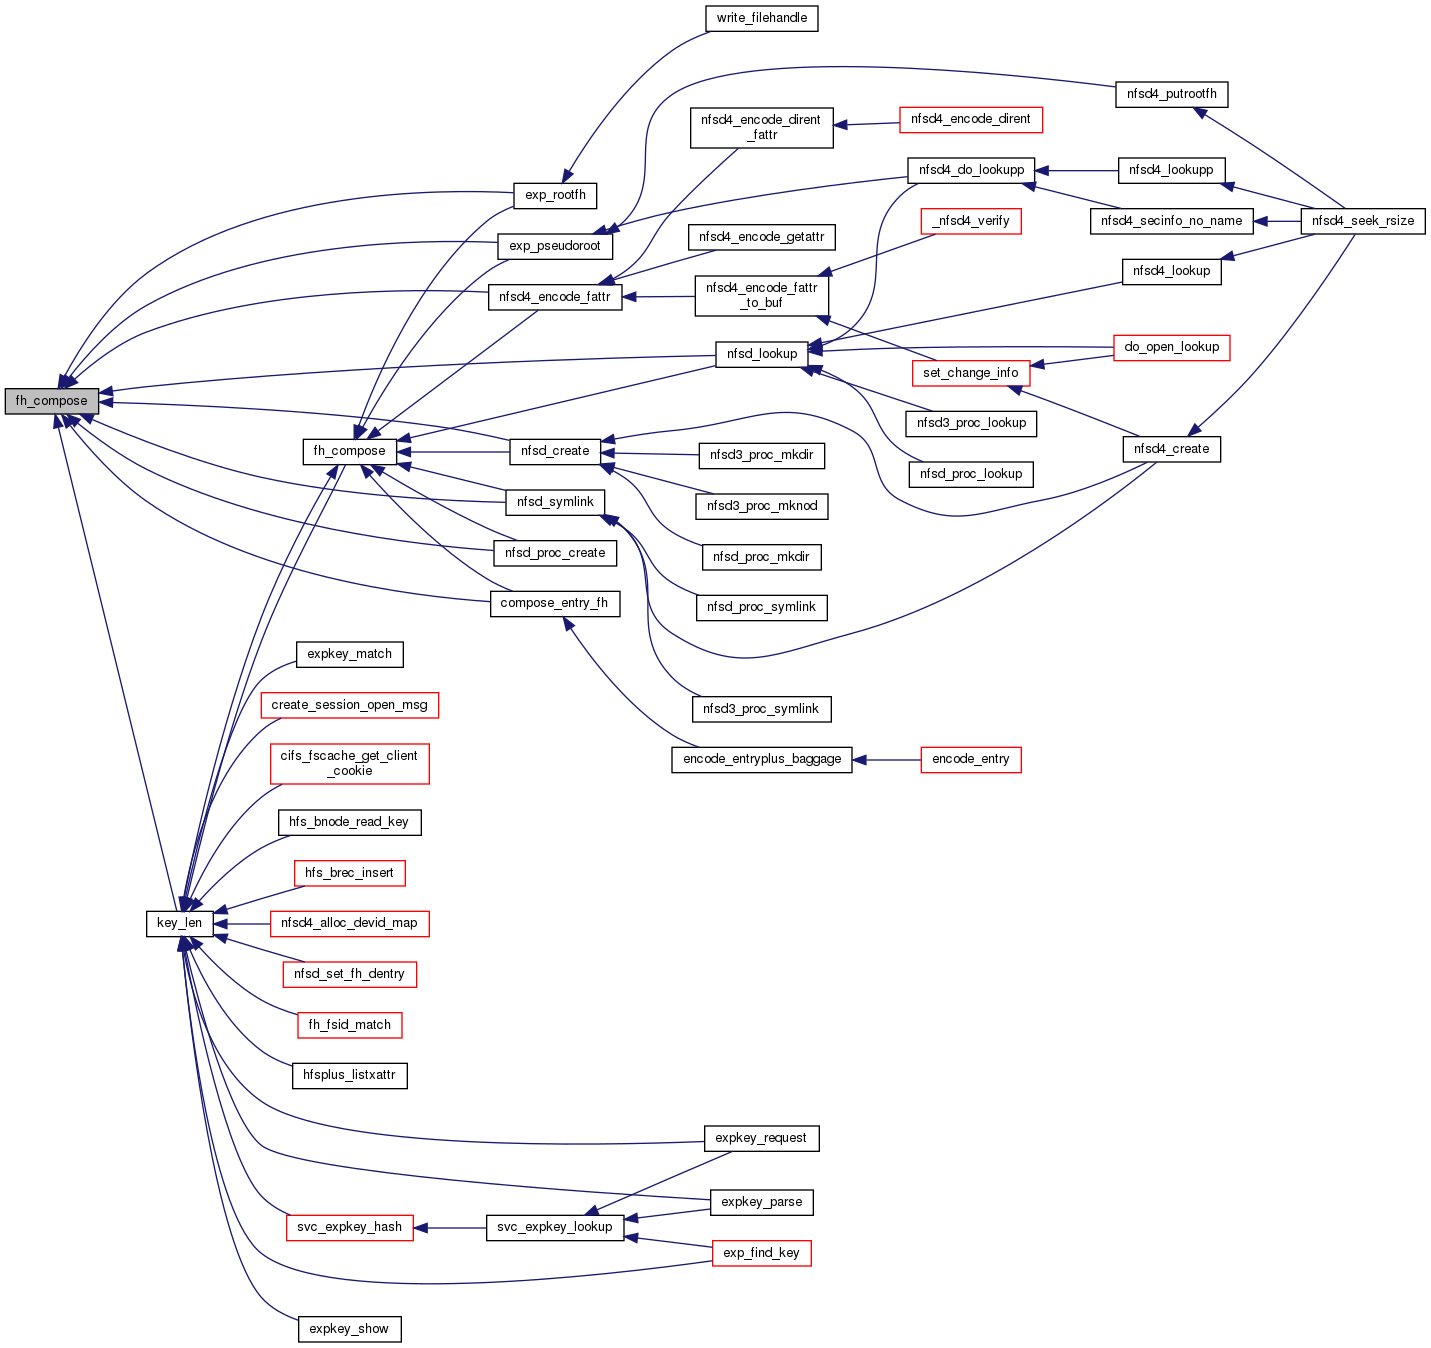 write_filehandle
nfsd4_putrootfh
nfsd4_encode_dirent
_fattr
nfsd4_encode_dirent
nfsd4_do_lookupp
nfsd4_lookupp
exp_rootfh
_nfsd4_verify
nfsd4_secinfo_no_name
nfsd4_seek_rsize
exp_pseudoroot
nfsd4_encode_getattr
nfsd4_lookup
nfsd4_encode_fattr
nfsd4_encode_fattr
_to_buf
nfsd_lookup
do_open_lookup
set_change_info
fh_compose
nfsd3_proc_lookup
fh_compose
nfsd_create
nfsd3_proc_mkdir
nfsd4_create
nfsd_proc_lookup
nfsd_symlink
nfsd3_proc_mknod
nfsd_proc_create
nfsd_proc_mkdir
compose_entry_fh
nfsd_proc_symlink
expkey_match
create_session_open_msg
nfsd3_proc_symlink
cifs_fscache_get_client
_cookie
encode_entryplus_baggage
encode_entry
hfs_bnode_read_key
hfs_brec_insert
key_len
nfsd4_alloc_devid_map
nfsd_set_fh_dentry
fh_fsid_match
hfsplus_listxattr
expkey_request
expkey_parse
svc_expkey_hash
svc_expkey_lookup
exp_find_key
expkey_show